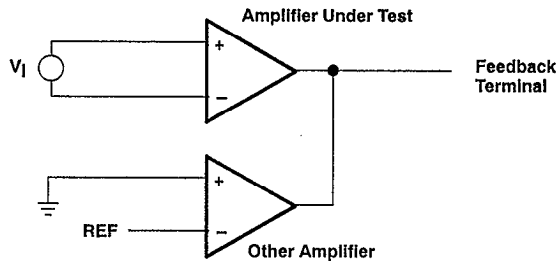 Amplifier Under Test
VI
+
−
Feedback
Terminal
+
REF
−
Other Amplifier